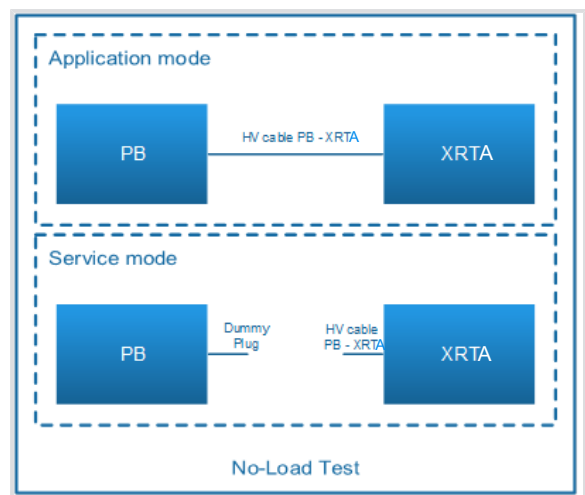 Application mode
PB
HV cable PB - XRTA
XRTA
Service mode
PB
Dummy
Plug
HV cable
PB - XRTA
XRTA
No-Load Test